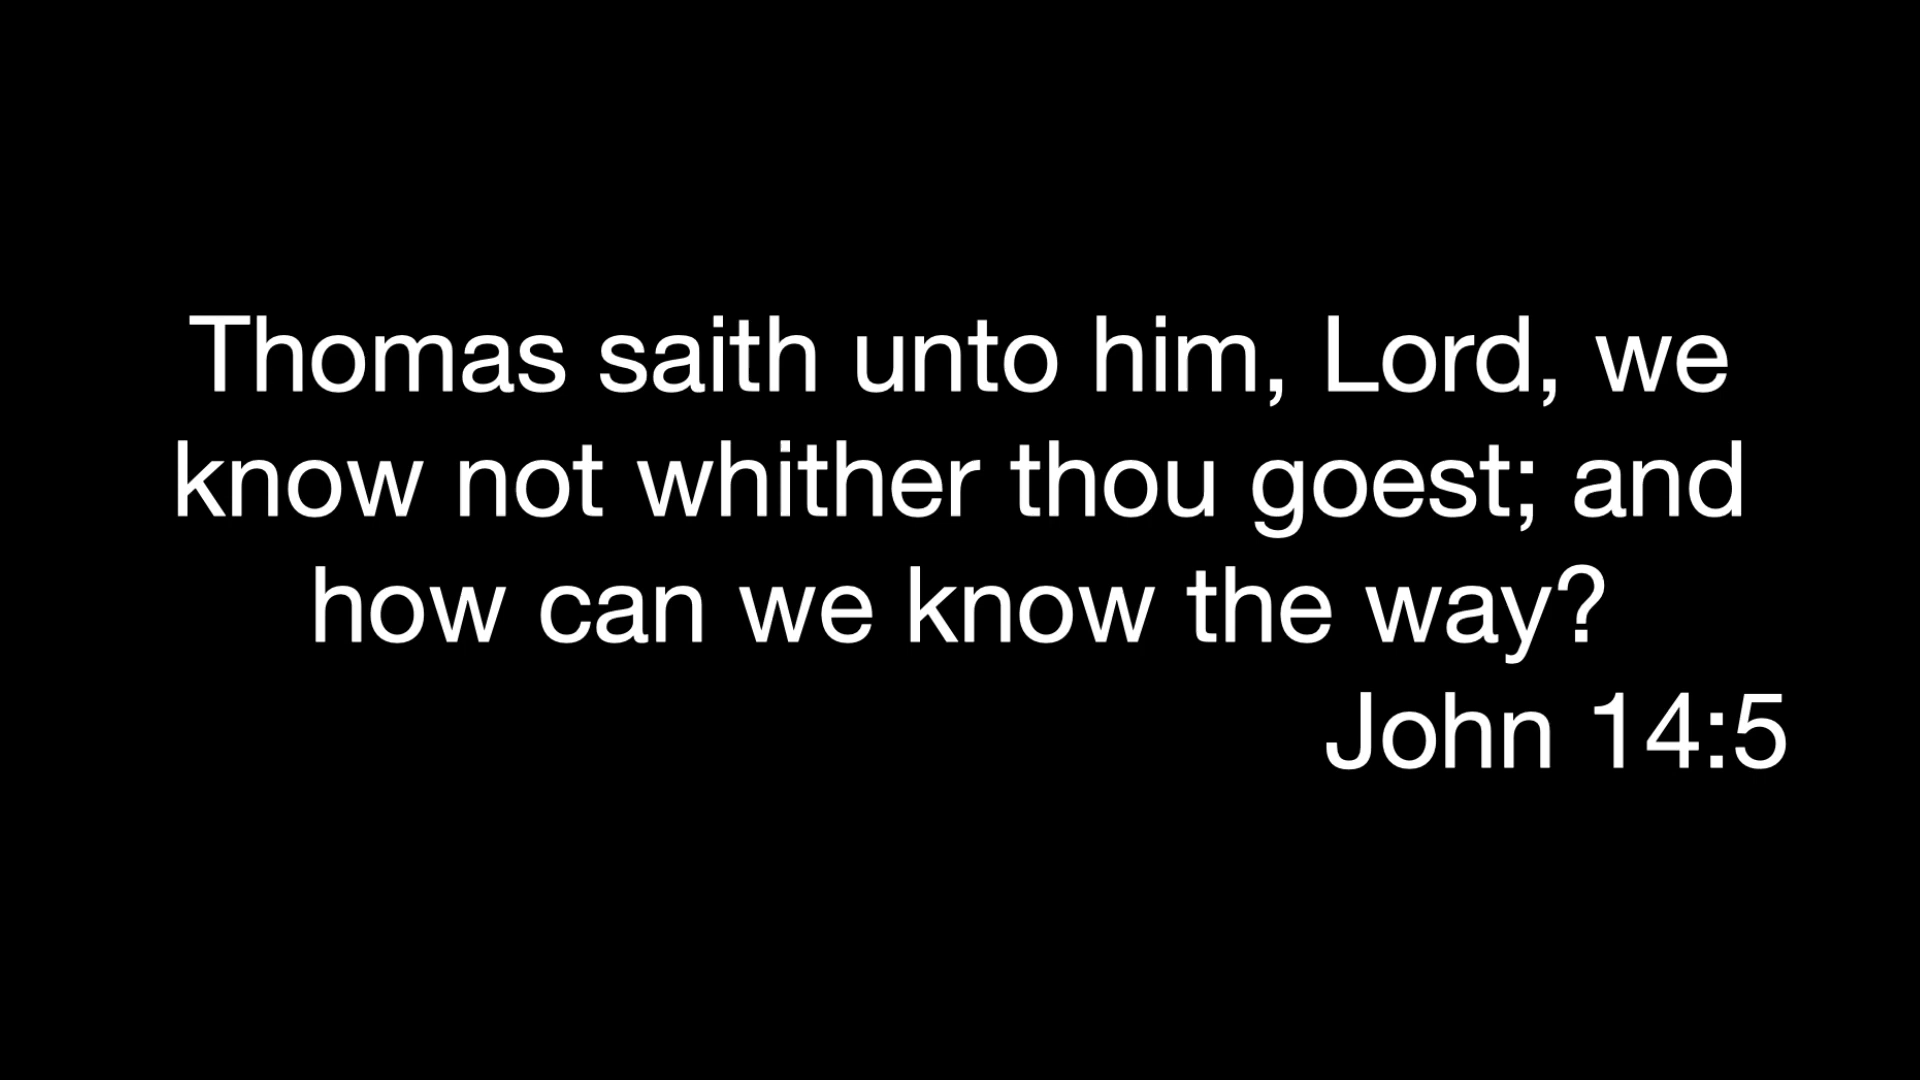 Thomas saith unto him, Lord, we
know not whither thou goest; and
how can we know the way?
John 14:5